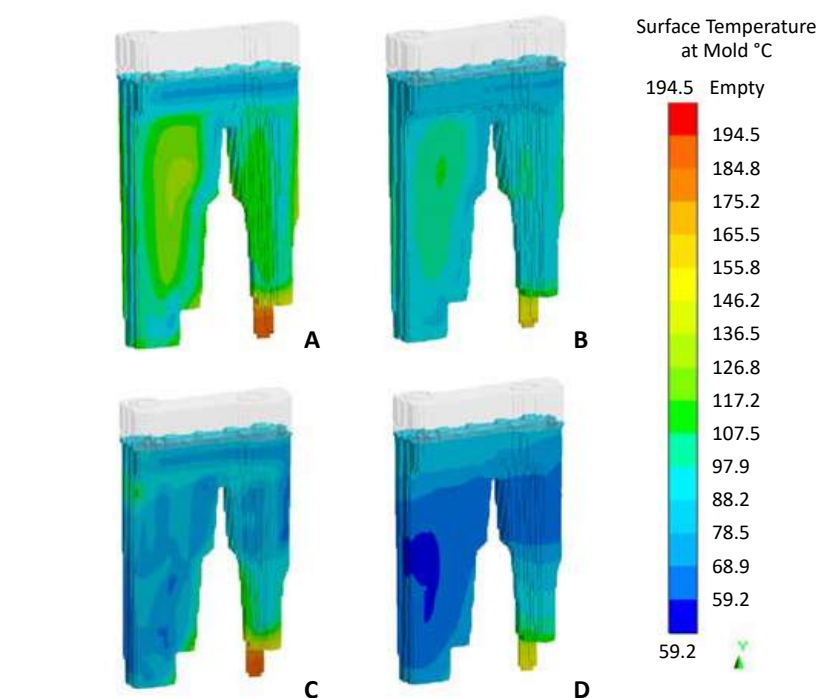 Surface Temperature
at Mold °C
194.5 Empty
194.5
184.8
175.2
165.5
155.8
146.2
136.5
126.8
117.2
107.5
97.9
88.2
78.5
68.9
59.2
59.2
Y
A
B
C
D